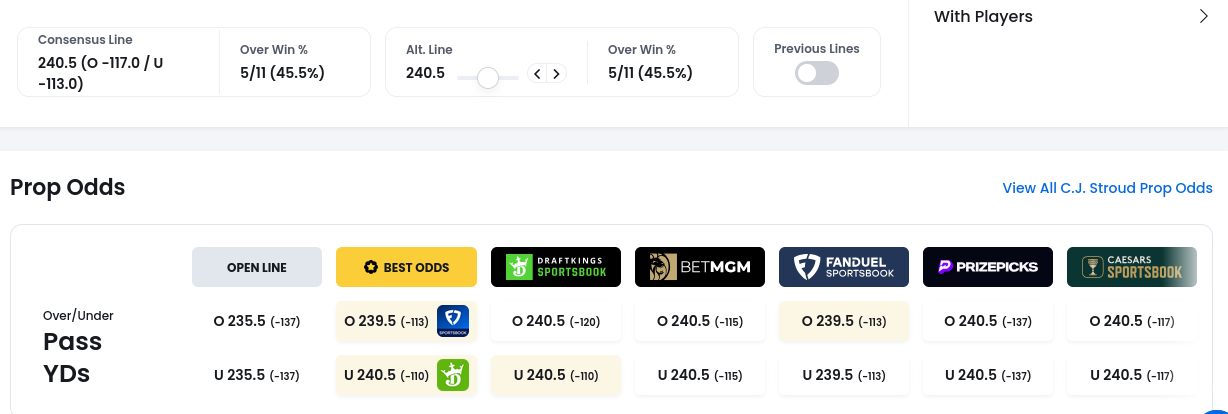 With Players
Consensus Line
240.5 (O -117.0 / U
-113.0)
Over Win %
5/11 (45.5%)
Alt. Line
240.5
Over Win %
5/11 (45.5%)
Previous Lines
Prop Odds
View All C.J. Stroud Prop Odds
OPEN LINE
BEST ODDS
DRAFTKINGS
SPORTSBOOK
BETMGM
FANDUEL
SPORTSBOOK
PRIZEPICKS
CAESARS
SPORTSBOOK
Over/Under
Pass
YDs
O 235.5 (-137)
O 239.5 (-113)
SPORTSBOOK
O 240.5 (-120)
O 240.5 (-115)
O 239.5 (-113)
O 240.5 (-137)
O 240.5 (-117)
U 235.5 (-137)
U 240.5 (-110)
U 240.5 (-110)
U 240.5 (-115)
U 239.5 (-113)
U 240.5 (-137)
U 240.5 (-117)